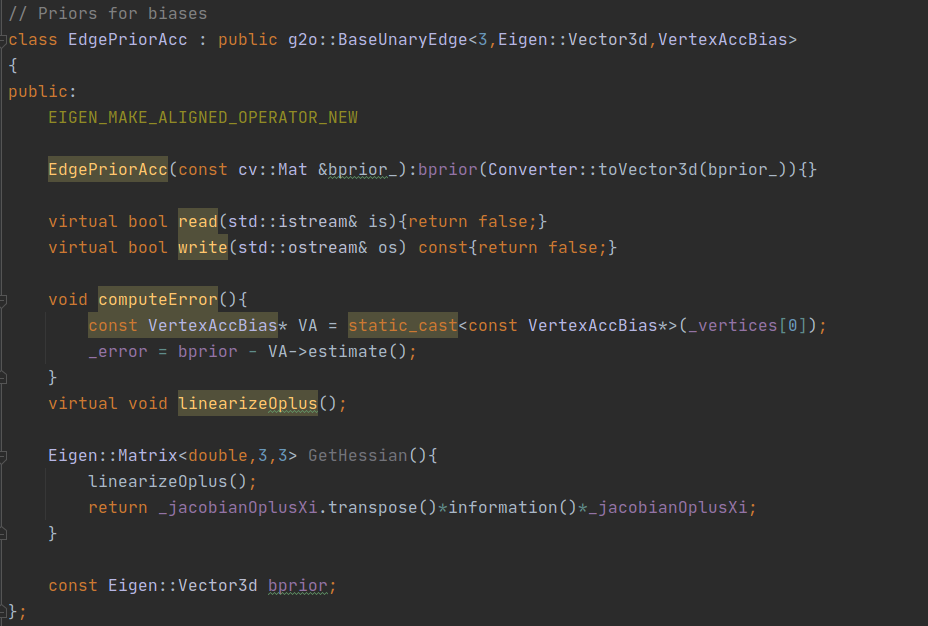 // Priors for biases
class EdgePriorAcc : public g2o::BaseUnaryEdge<3,Eigen::Vector3d,VertexAccBias>
{
public:
    EIGEN_MAKE_ALIGNED_OPERATOR_NEW

    EdgePriorAcc(const cv::Mat &bprior_):bprior(Converter::toVector3d(bprior_)){}

    virtual bool read(std::istream& is){return false;}
    virtual bool write(std::ostream& os) const{return false;}

    void computeError(){
        const VertexAccBias* VA = static_cast<const VertexAccBias*>(_vertices[0]);
        _error = bprior - VA->estimate();
    }
    virtual void linearizeOplus();

    Eigen::Matrix<double,3,3> GetHessian(){
        linearizeOplus();
        return _jacobianOplusXi.transpose()*information()*_jacobianOplusXi;
    }

    const Eigen::Vector3d bprior;
};